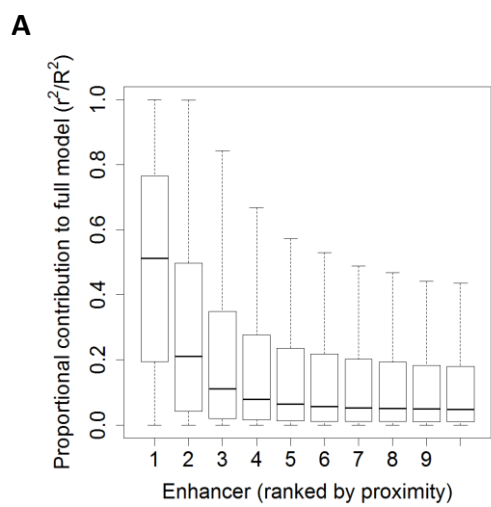 A
Proportional contribution to full model (r²/R²)
1.0
0.8
0.6
0.4
0.2
0.0
1 2 3 4 5 6 7 8 9
Enhancer (ranked by proximity)